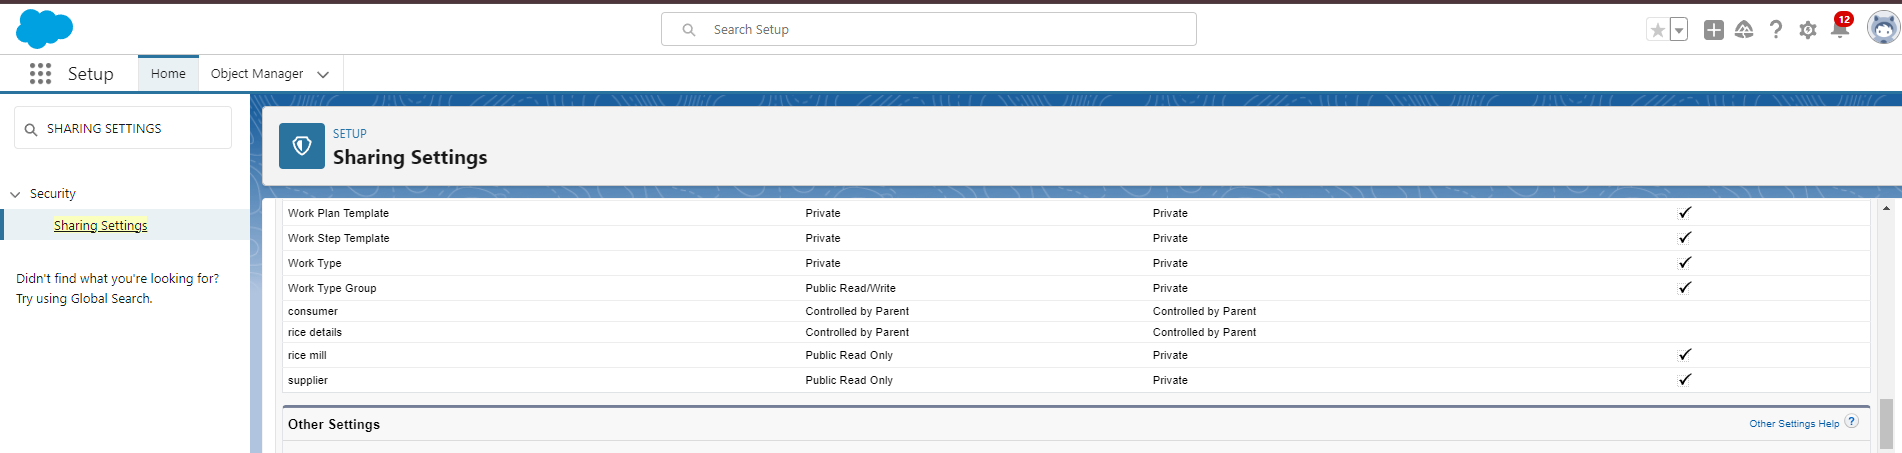 Search Setup
12
Setup
Home
Object Manager
SHARING SETTINGS
Security
Sharing Settings
Didn't find what you're looking for?
Try using Global Search.
SETUP
Sharing Settings
Work Plan Template Private Private
Work Step Template Private Private
Work Type Private Private
Work Type Group Public Read/Write Private
consumer Controlled by Parent Controlled by Parent
rice details Controlled by Parent Controlled by Parent
rice mill Public Read Only Private
supplier Public Read Only Private
Other Settings
Other Settings Help ?